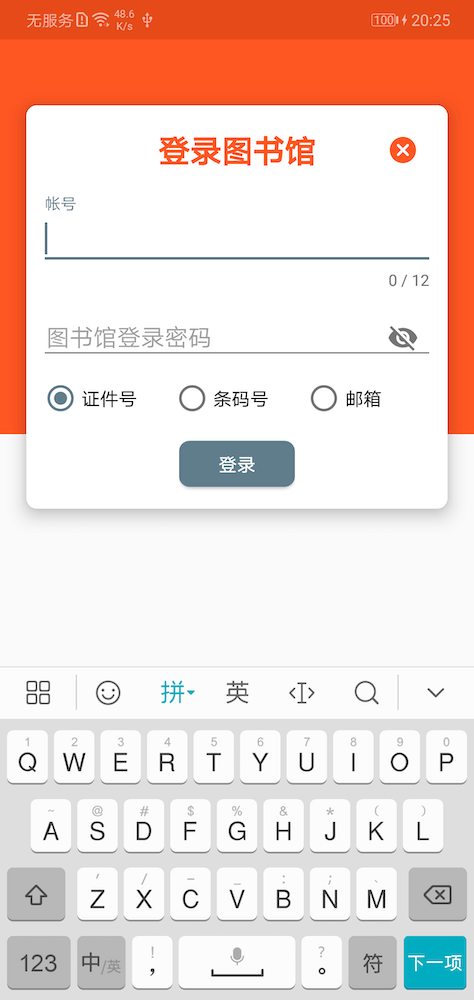 无服务 48.6 K/s 100 20:25
登录图书馆
帐号
0 / 12
图书馆登录密码
证件号 条码号 邮箱
登录
拼 英
1 2 3 4 5 6 7 8 9 0
Q W E R T Y U I O P
~ @ # $ % & * ( )
A S D F G H J K L
' / - _ : ; 、
Z X C V B N M
! ?
123 中/英 , 。 符 下一项